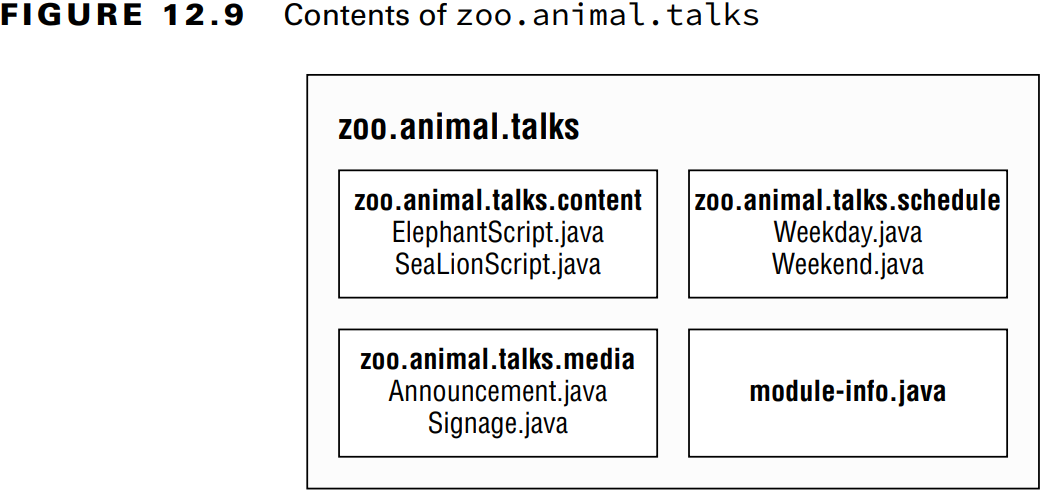 FIGURE 12.9 Contents of zoo.animal.talks
zoo.animal.talks
zoo.animal.talks.content
ElephantScript.java
SeaLionScript.java
zoo.animal.talks.schedule
Weekday.java
Weekend.java
zoo.animal.talks.media
Announcement.java
Signage.java
module-info.java